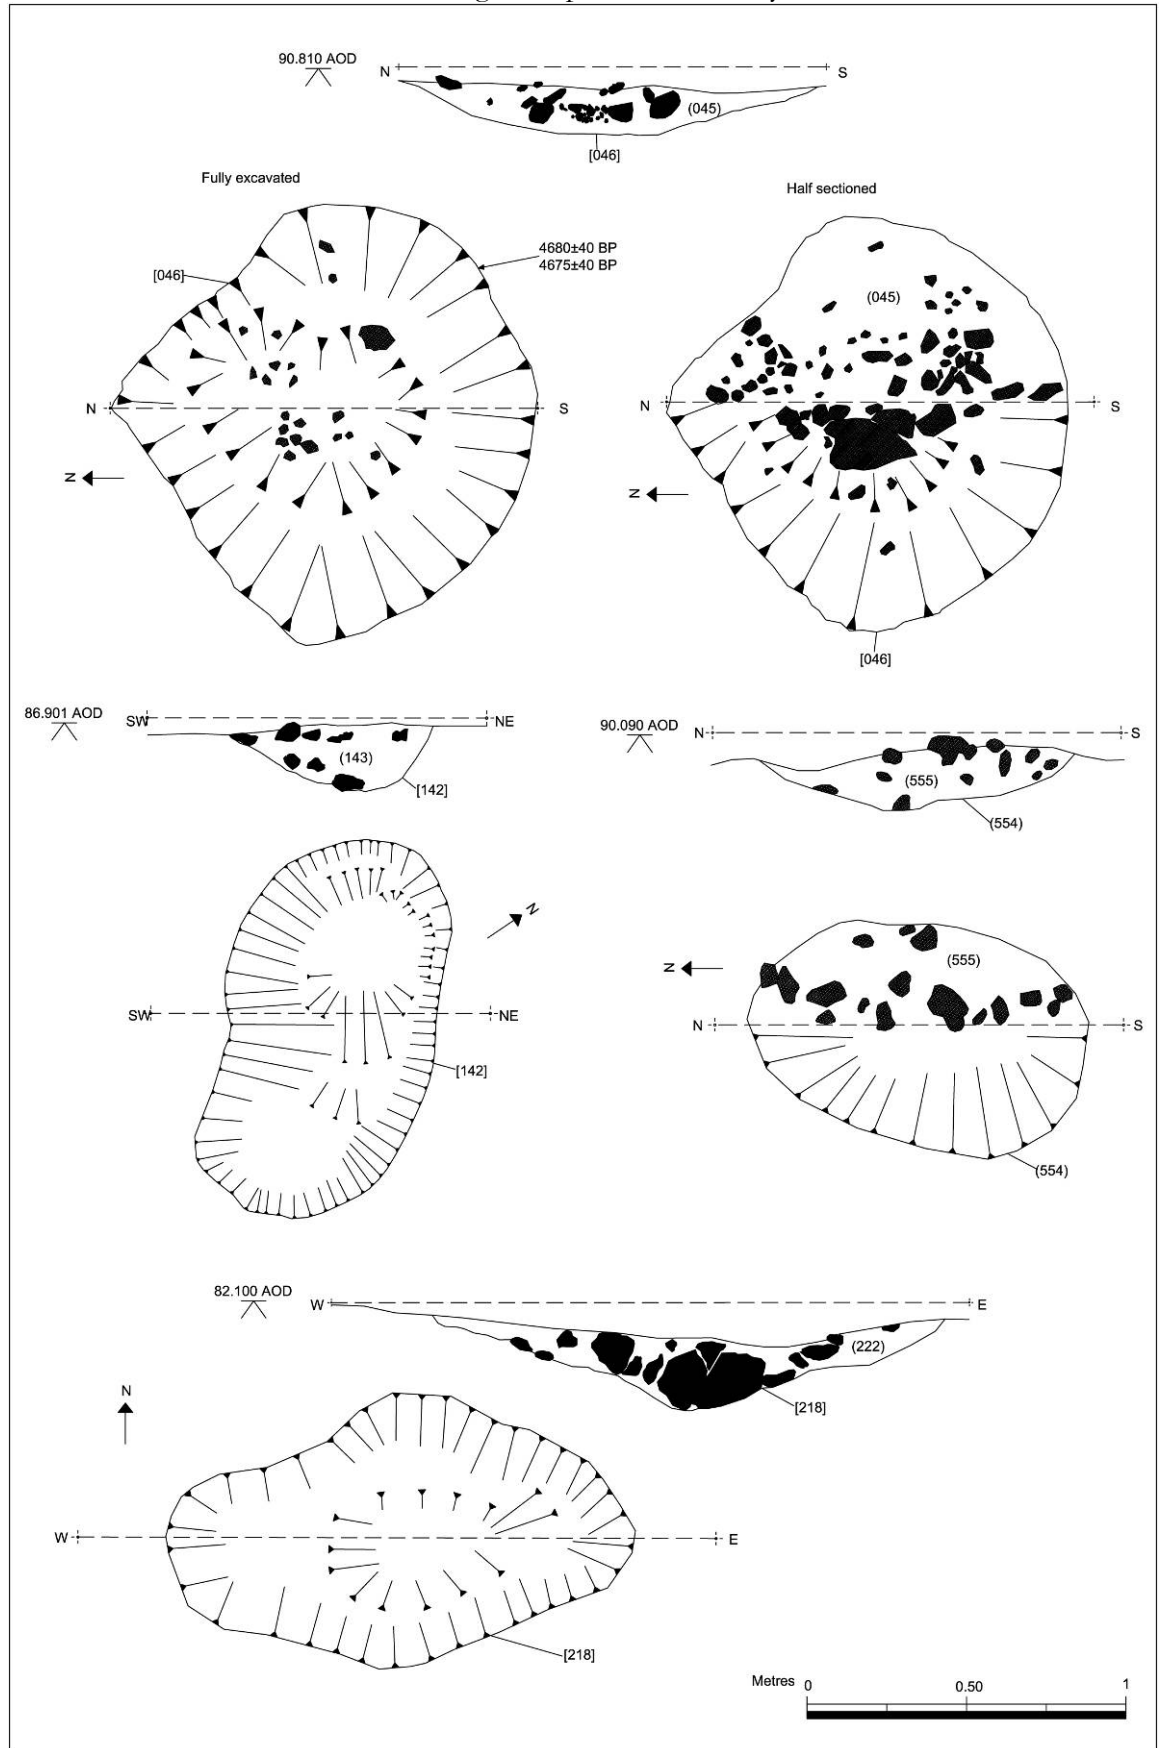 90.810 AOD
N S
(045)
[046]
Fully excavated
Half sectioned
4680±40 BP
4675±40 BP
[046]
(045)
N S
N S
N
N
[046]
86.901 AOD
SW NE
(143)
[142]
90.090 AOD
N S
(555)
(554)
N
SW NE
[142]
(555)
N
N S
(554)
82.100 AOD
W E
(222)
[218]
N
W E
[218]
Metres 0 0.50 1